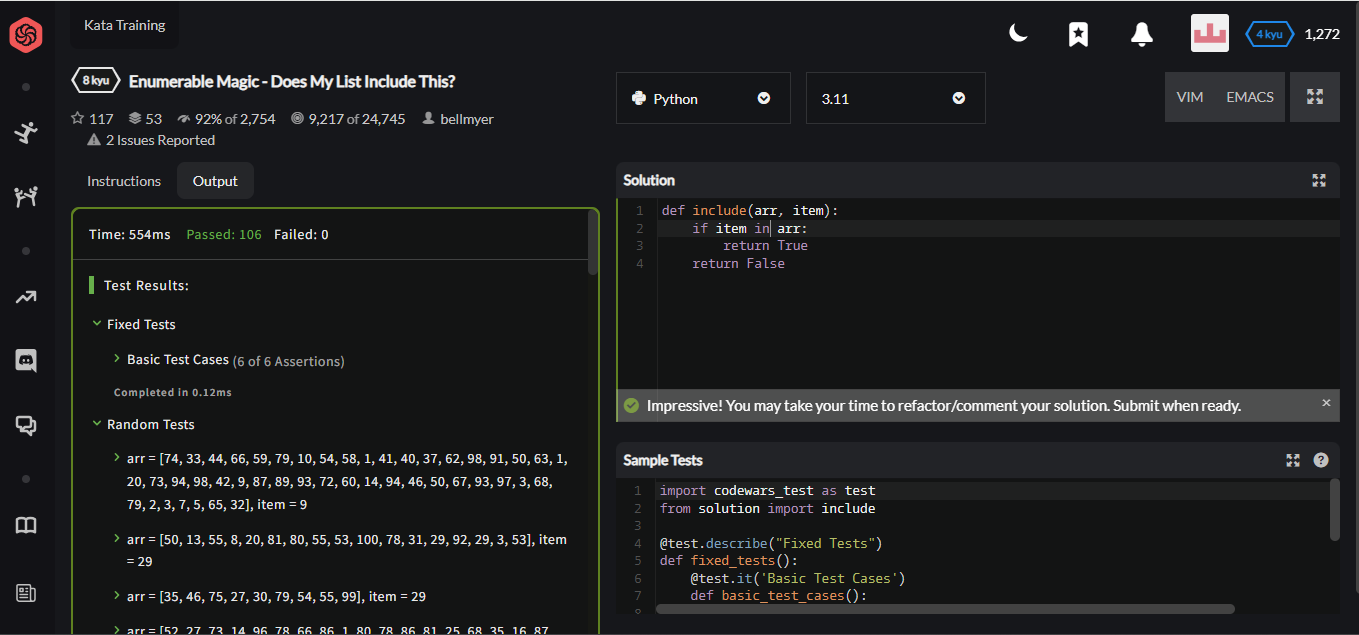 Kata Training
4 kyu 1,272
8 kyu Enumerable Magic - Does My List Include This?
117 53 92% of 2,754 9,217 of 24,745 bellmyer
2 Issues Reported
Python 3.11 VIM EMACS
Instructions Output
Time: 554ms Passed: 106 Failed: 0
Test Results:
Fixed Tests
Basic Test Cases (6 of 6 Assertions)
Completed in 0.12ms
Random Tests
arr = [74, 33, 44, 66, 59, 79, 10, 54, 58, 1, 41, 40, 37, 62, 98, 91, 50, 63, 1,
20, 73, 94, 98, 42, 9, 87, 89, 93, 72, 60, 14, 94, 46, 50, 67, 93, 97, 3, 68,
79, 2, 3, 7, 5, 65, 32], item = 9
arr = [50, 13, 55, 8, 20, 81, 80, 55, 53, 100, 78, 31, 29, 92, 29, 3, 53], item
= 29
arr = [35, 46, 75, 27, 30, 79, 54, 55, 99], item = 29
arr = [52, 27, 73, 14, 96, 78, 66, 86, 1, 80, 78, 86, 81, 25, 68, 35, 16, 87,
Solution
1 def include(arr, item):
2 if item in arr:
3 return True
4 return False
Impressive! You may take your time to refactor/comment your solution. Submit when ready.
Sample Tests
1 import codewars_test as test
2 from solution import include
3
4 @test.describe("Fixed Tests")
5 def fixed_tests():
6 @test.it('Basic Test Cases')
7 def basic_test_cases():